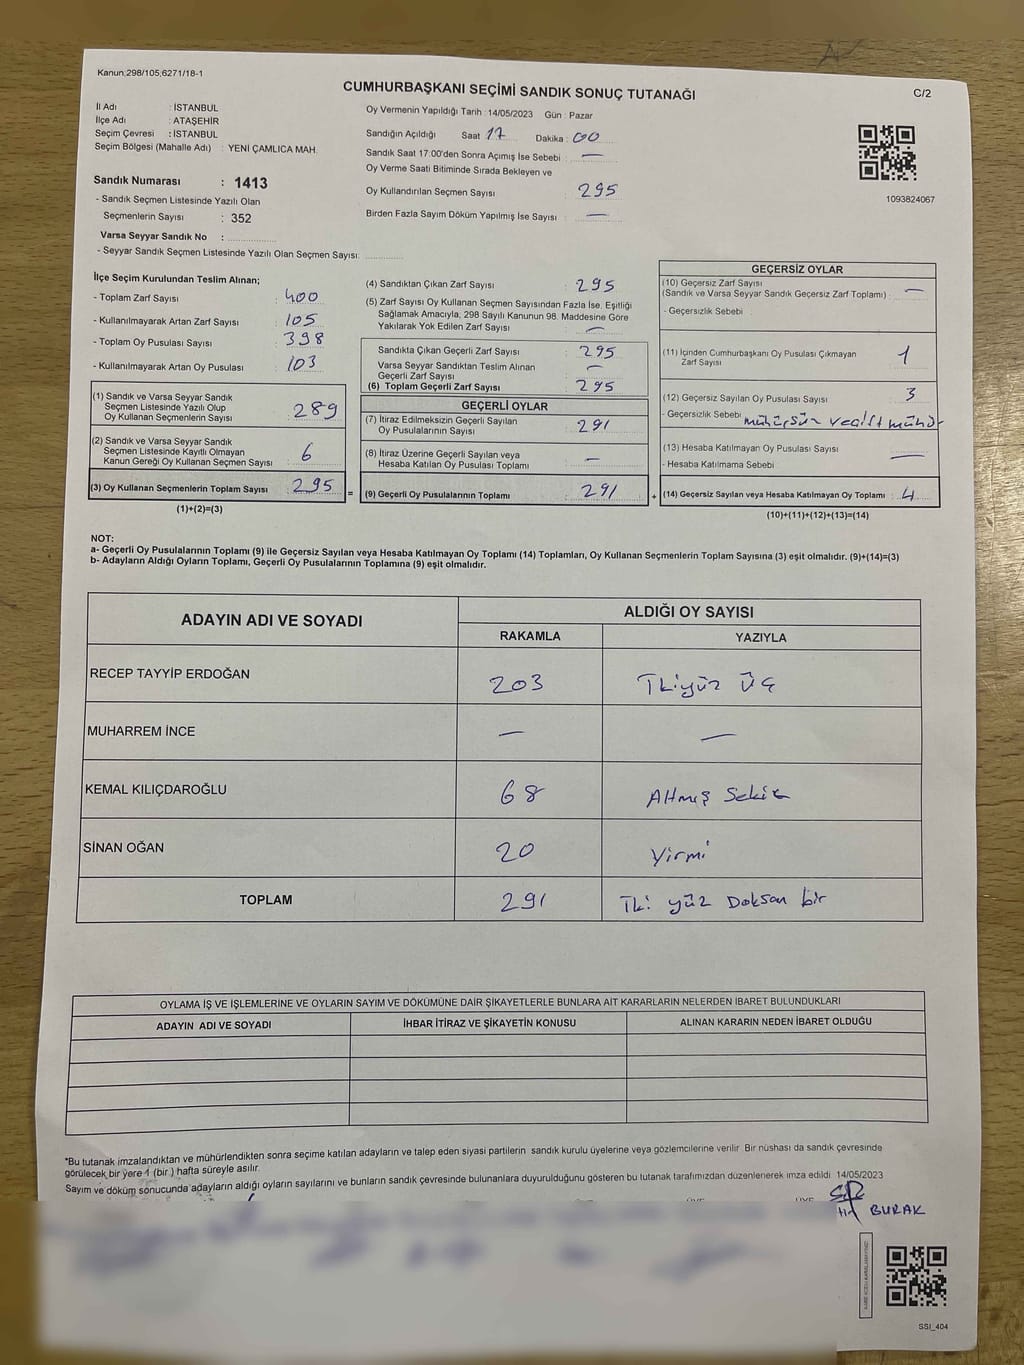 Kanun;298/105;6271/18-1
CUMHURBAŞKANI SEÇİMİ SANDIK SONUÇ TUTANAĞI
C/2
İl Adı : İSTANBUL
İlçe Adı : ATAŞEHİR
Seçim Çevresi : İSTANBUL
Seçim Bölgesi (Mahalle Adı) : YENİ ÇAMLICA MAH.
Sandık Numarası : 1413
- Sandık Seçmen Listesinde Yazılı Olan
Seçmenlerin Sayısı : 352
Varsa Seyyar Sandık No :
- Seyyar Sandık Seçmen Listesinde Yazılı Olan Seçmen Sayısı:
Oy Vermenin Yapıldığı Tarih : 14/05/2023 Gün : Pazar
Sandığın Açıldığı Saat 17 Dakika : 00
Sandık Saat 17:00'den Sonra Açımış İse Sebebi : —
Oy Verme Saati Bitiminde Sırada Bekleyen ve
Oy Kullandırılan Seçmen Sayısı : 295
Birden Fazla Sayım Döküm Yapılmış İse Sayısı : —
1093824067
İlçe Seçim Kurulundan Teslim Alınan;
- Toplam Zarf Sayısı : 400
- Kullanılmayarak Artan Zarf Sayısı : 105
- Toplam Oy Pusulası Sayısı : 398
- Kullanılmayarak Artan Oy Pusulası : 103
(1) Sandık ve Varsa Seyyar Sandık
Seçmen Listesinde Yazılı Olup
Oy Kullanan Seçmenlerin Sayısı : 289
(2) Sandık ve Varsa Seyyar Sandık
Seçmen Listesinde Kayıtlı Olmayan
Kanun Gereği Oy Kullanan Seçmen Sayısı : 6
(3) Oy Kullanan Seçmenlerin Toplam Sayısı : 295
(1)+(2)=(3)
=
(4) Sandıktan Çıkan Zarf Sayısı : 295
(5) Zarf Sayısı Oy Kullanan Seçmen Sayısından Fazla İse, Eşitliği
Sağlamak Amacıyla, 298 Sayılı Kanunun 98. Maddesine Göre
Yakılarak Yok Edilen Zarf Sayısı : —
Sandıkta Çıkan Geçerli Zarf Sayısı : 295
Varsa Seyyar Sandıktan Teslim Alınan
Geçerli Zarf Sayısı : —
(6) Toplam Geçerli Zarf Sayısı : 295
GEÇERLİ OYLAR
(7) İtiraz Edilmeksizin Geçerli Sayılan
Oy Pusulalarının Sayısı : 291
(8) İtiraz Üzerine Geçerli Sayılan veya
Hesaba Katılan Oy Pusulası Toplamı : —
(9) Geçerli Oy Pusulalarının Toplamı : 291
+
GEÇERSİZ OYLAR
(10) Geçersiz Zarf Sayısı
(Sandık ve Varsa Seyyar Sandık Geçersiz Zarf Toplamı) : —
- Geçersizlik Sebebi
(11) İçinden Cumhurbaşkanı Oy Pusulası Çıkmayan
Zarf Sayısı : 1
(12) Geçersiz Sayılan Oy Pusulası Sayısı : 3
- Geçersizlik Sebebi mühürsüz ve çift mühür
(13) Hesaba Katılmayan Oy Pusulası Sayısı : —
- Hesaba Katılmama Sebebi
(14) Geçersiz Sayılan veya Hesaba Katılmayan Oy Toplamı : 4
(10)+(11)+(12)+(13)=(14)
NOT:
a- Geçerli Oy Pusulalarının Toplamı (9) ile Geçersiz Sayılan veya Hesaba Katılmayan Oy Toplamı (14) Toplamları, Oy Kullanan Seçmenlerin Toplam Sayısına (3) eşit olmalıdır. (9)+(14)=(3)
b- Adayların Aldığı Oyların Toplamı, Geçerli Oy Pusulalarının Toplamına (9) eşit olmalıdır.
ADAYIN ADI VE SOYADI ALDIĞI OY SAYISI
RAKAMLA YAZIYLA
RECEP TAYYİP ERDOĞAN 203 İkiyüz üç
MUHARREM İNCE — —
KEMAL KILIÇDAROĞLU 68 Altmış Sekiz
SİNAN OĞAN 20 Yirmi
TOPLAM 291 İki yüz Doksan bir
OYLAMA İŞ VE İŞLEMLERİNE VE OYLARIN SAYIM VE DÖKÜMÜNE DAİR ŞİKAYETLERLE BUNLARA AİT KARARLARIN NELERDEN İBARET BULUNDUKLARI
ADAYIN ADI VE SOYADI İHBAR İTİRAZ VE ŞİKAYETİN KONUSU ALINAN KARARIN NEDEN İBARET OLDUĞU
*Bu tutanak imzalandıktan ve mühürlendikten sonra seçime katılan adayların ve talep eden siyasi partilerin sandık kurulu üyelerine veya gözlemcilerine verilir. Bir nüshası da sandık çevresinde
görülecek bir yere 1 (bir ) hafta süreyle asılır.
Sayım ve döküm sonucunda adayların aldığı oyların sayılarını ve bunların sandık çevresinde bulunanlara duyurulduğunu gösteren bu tutanak tarafımızdan düzenlenerek imza edildi. 14/05/2023
BURAK
SSI_404